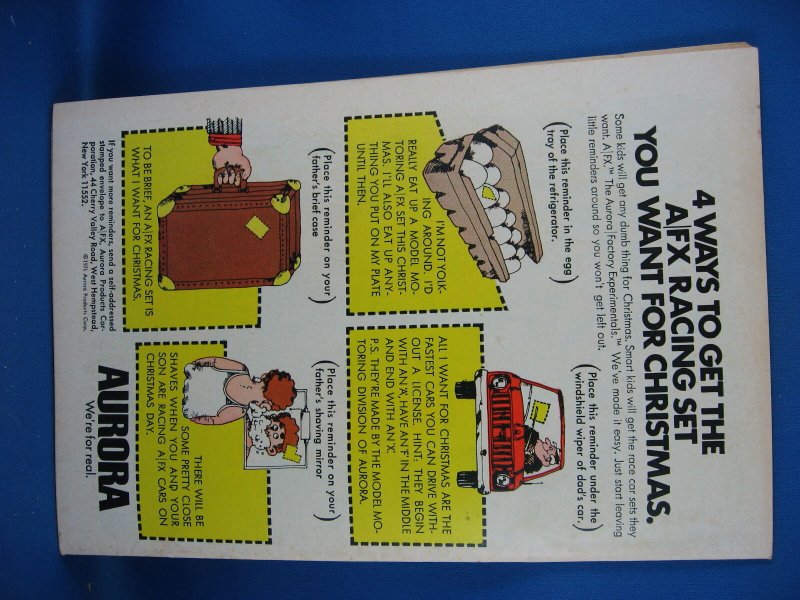 4 WAYS TO GET THE
A/FX RACING SET
YOU WANT FOR CHRISTMAS.
Some kids will get any dumb thing for Christmas. Smart kids will get the race car sets they
want. A/FX.™ The Aurora/Factory Experimentals.™ We've made it easy. Just start leaving
little reminders around so you won't get left out.
(Place this reminder in the egg
tray of the refrigerator.)
I'M NOT YOLK-
ING AROUND. I'D
REALLY EAT UP A MODEL MO-
TORING A/FX SET THIS CHRIST-
MAS. I'LL ALSO EAT UP ANY-
THING YOU PUT ON MY PLATE
UNTIL THEN.
(Place this reminder under the
windshield wiper of dad's car.)
ALL I WANT FOR CHRISTMAS ARE THE
FASTEST CARS YOU CAN DRIVE WITH-
OUT A LICENSE. HINT: THEY BEGIN
WITH AN 'A', HAVE AN 'F' IN THE MIDDLE
AND END WITH AN 'X'.
P.S. THEY'RE MADE BY THE MODEL MO-
TORING DIVISION OF AURORA.
(Place this reminder on your
father's brief case)
TO BE BRIEF, AN A/FX RACING SET IS
WHAT I WANT FOR CHRISTMAS.
(Place this reminder on your
father's shaving mirror)
THERE WILL BE
SOME PRETTY CLOSE
SHAVES WHEN YOU AND YOUR
SON ARE RACING A/FX CARS ON
CHRISTMAS DAY.
If you want more reminders, send a self-addressed
stamped envelope to A/FX, Aurora Products Cor-
poration, 44 Cherry Valley Road, West Hempstead,
New York 11552.
©1971 Aurora Products Corp.
AURORA
We're for real.